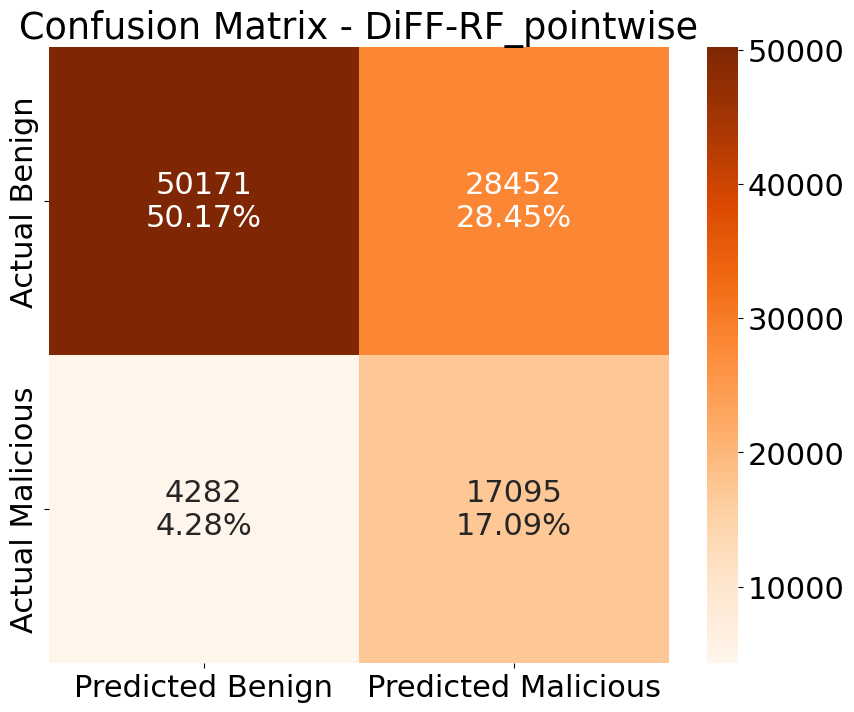 Confusion Matrix - DiFF-RF_pointwise
Actual Benign
50171
50.17%
28452
28.45%
Actual Malicious
4282
4.28%
17095
17.09%
Predicted Benign
Predicted Malicious
50000
40000
30000
20000
10000